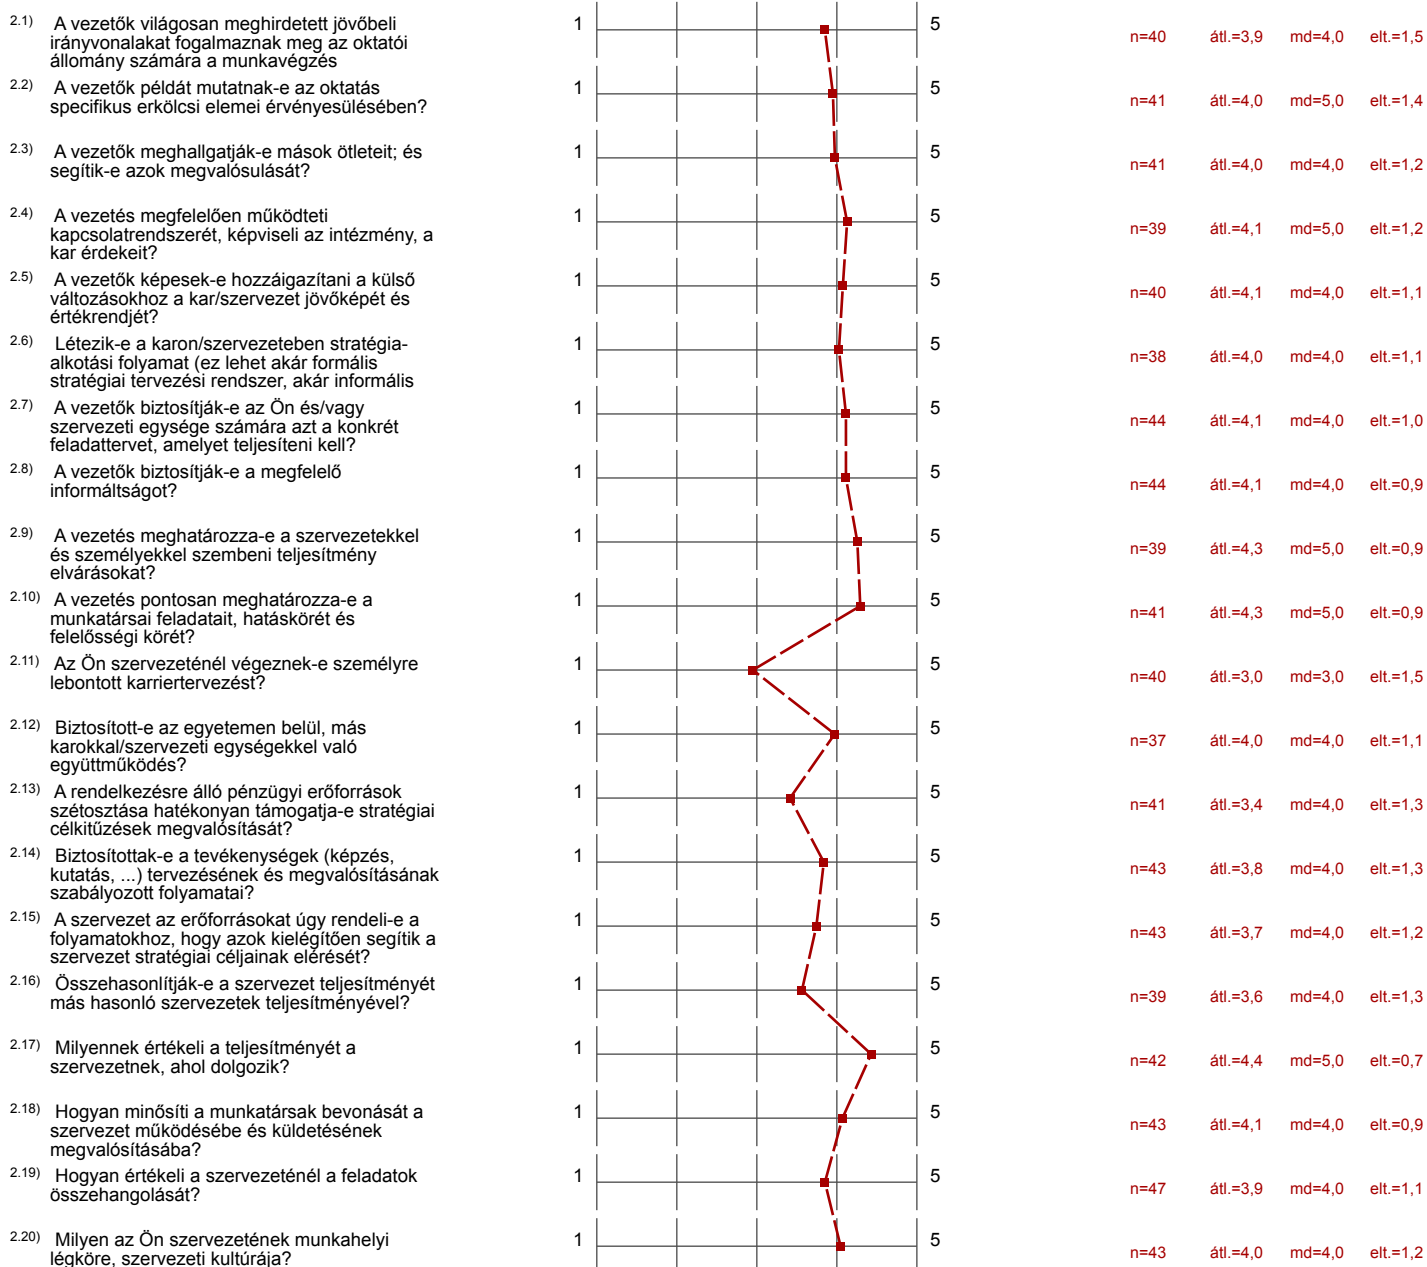 2.1) A vezetők világosan meghirdetett jövőbeli
irányvonalakat fogalmaznak meg az oktatói
állomány számára a munkavégzés
1 5
n=40 átl.=3,9 md=4,0 elt.=1,5
2.2) A vezetők példát mutatnak-e az oktatás
specifikus erkölcsi elemei érvényesülésében?
1 5
n=41 átl.=4,0 md=5,0 elt.=1,4
2.3) A vezetők meghallgatják-e mások ötleteit; és
segítik-e azok megvalósulását?
1 5
n=41 átl.=4,0 md=4,0 elt.=1,2
2.4) A vezetés megfelelően működteti
kapcsolatrendszerét, képviseli az intézmény, a
kar érdekeit?
1 5
n=39 átl.=4,1 md=5,0 elt.=1,2
2.5) A vezetők képesek-e hozzáigazítani a külső
változásokhoz a kar/szervezet jövőképét és
értékrendjét?
1 5
n=40 átl.=4,1 md=4,0 elt.=1,1
2.6) Létezik-e a karon/szervezeteben stratégia-
alkotási folyamat (ez lehet akár formális
stratégiai tervezési rendszer, akár informális
1 5
n=38 átl.=4,0 md=4,0 elt.=1,1
2.7) A vezetők biztosítják-e az Ön és/vagy
szervezeti egysége számára azt a konkrét
feladattervet, amelyet teljesíteni kell?
1 5
n=44 átl.=4,1 md=4,0 elt.=1,0
2.8) A vezetők biztosítják-e a megfelelő
informáltságot?
1 5
n=44 átl.=4,1 md=4,0 elt.=0,9
2.9) A vezetés meghatározza-e a szervezetekkel
és személyekkel szembeni teljesítmény
elvárásokat?
1 5
n=39 átl.=4,3 md=5,0 elt.=0,9
2.10) A vezetés pontosan meghatározza-e a
munkatársai feladatait, hatáskörét és
felelősségi körét?
1 5
n=41 átl.=4,3 md=5,0 elt.=0,9
2.11) Az Ön szervezeténél végeznek-e személyre
lebontott karriertervezést?
1 5
n=40 átl.=3,0 md=3,0 elt.=1,5
2.12) Biztosított-e az egyetemen belül, más
karokkal/szervezeti egységekkel való
együttműködés?
1 5
n=37 átl.=4,0 md=4,0 elt.=1,1
2.13) A rendelkezésre álló pénzügyi erőforrások
szétosztása hatékonyan támogatja-e stratégiai
célkitűzések megvalósítását?
1 5
n=41 átl.=3,4 md=4,0 elt.=1,3
2.14) Biztosítottak-e a tevékenységek (képzés,
kutatás, ...) tervezésének és megvalósításának
szabályozott folyamatai?
1 5
n=43 átl.=3,8 md=4,0 elt.=1,3
2.15) A szervezet az erőforrásokat úgy rendeli-e a
folyamatokhoz, hogy azok kielégítően segítik a
szervezet stratégiai céljainak elérését?
1 5
n=43 átl.=3,7 md=4,0 elt.=1,2
2.16) Összehasonlítják-e a szervezet teljesítményét
más hasonló szervezetek teljesítményével?
1 5
n=39 átl.=3,6 md=4,0 elt.=1,3
2.17) Milyennek értékeli a teljesítményét a
szervezetnek, ahol dolgozik?
1 5
n=42 átl.=4,4 md=5,0 elt.=0,7
2.18) Hogyan minősíti a munkatársak bevonását a
szervezet működésébe és küldetésének
megvalósításába?
1 5
n=43 átl.=4,1 md=4,0 elt.=0,9
2.19) Hogyan értékeli a szervezeténél a feladatok
összehangolását?
1 5
n=47 átl.=3,9 md=4,0 elt.=1,1
2.20) Milyen az Ön szervezetének munkahelyi
légköre, szervezeti kultúrája?
1 5
n=43 átl.=4,0 md=4,0 elt.=1,2